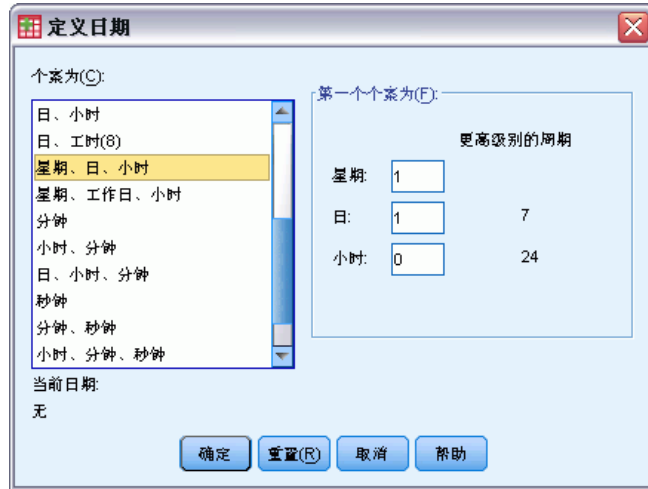 定义日期
个案为(C):
日、小时
日、工时(8)
星期、日、小时
星期、工作日、小时
分钟
小时、分钟
日、小时、分钟
秒钟
分钟、秒钟
小时、分钟、秒钟
当前日期:
无
第一个个案为(F):
更高级别的周期
星期: 1
日: 1 7
小时: 0 24
确定 重置(R) 取消 帮助